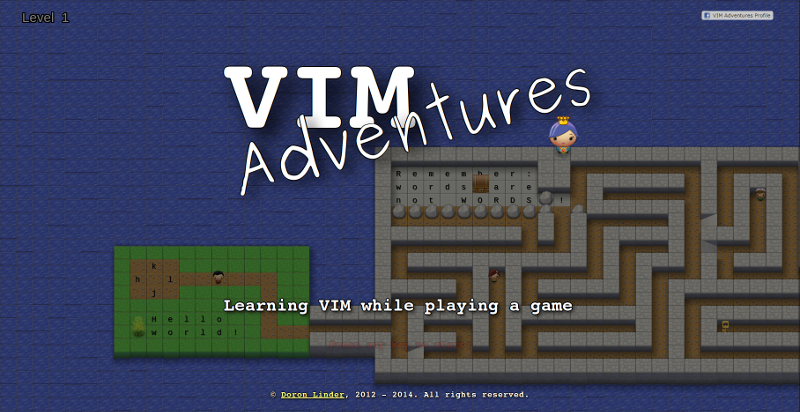 Level 1
VIM Adventures Profile
VIM
Adventures
Remember:
words are
not WORDS!
k
h l
j
Learning VIM while playing a game
Hello
world!
© Doron Linder, 2012 - 2014. All rights reserved.